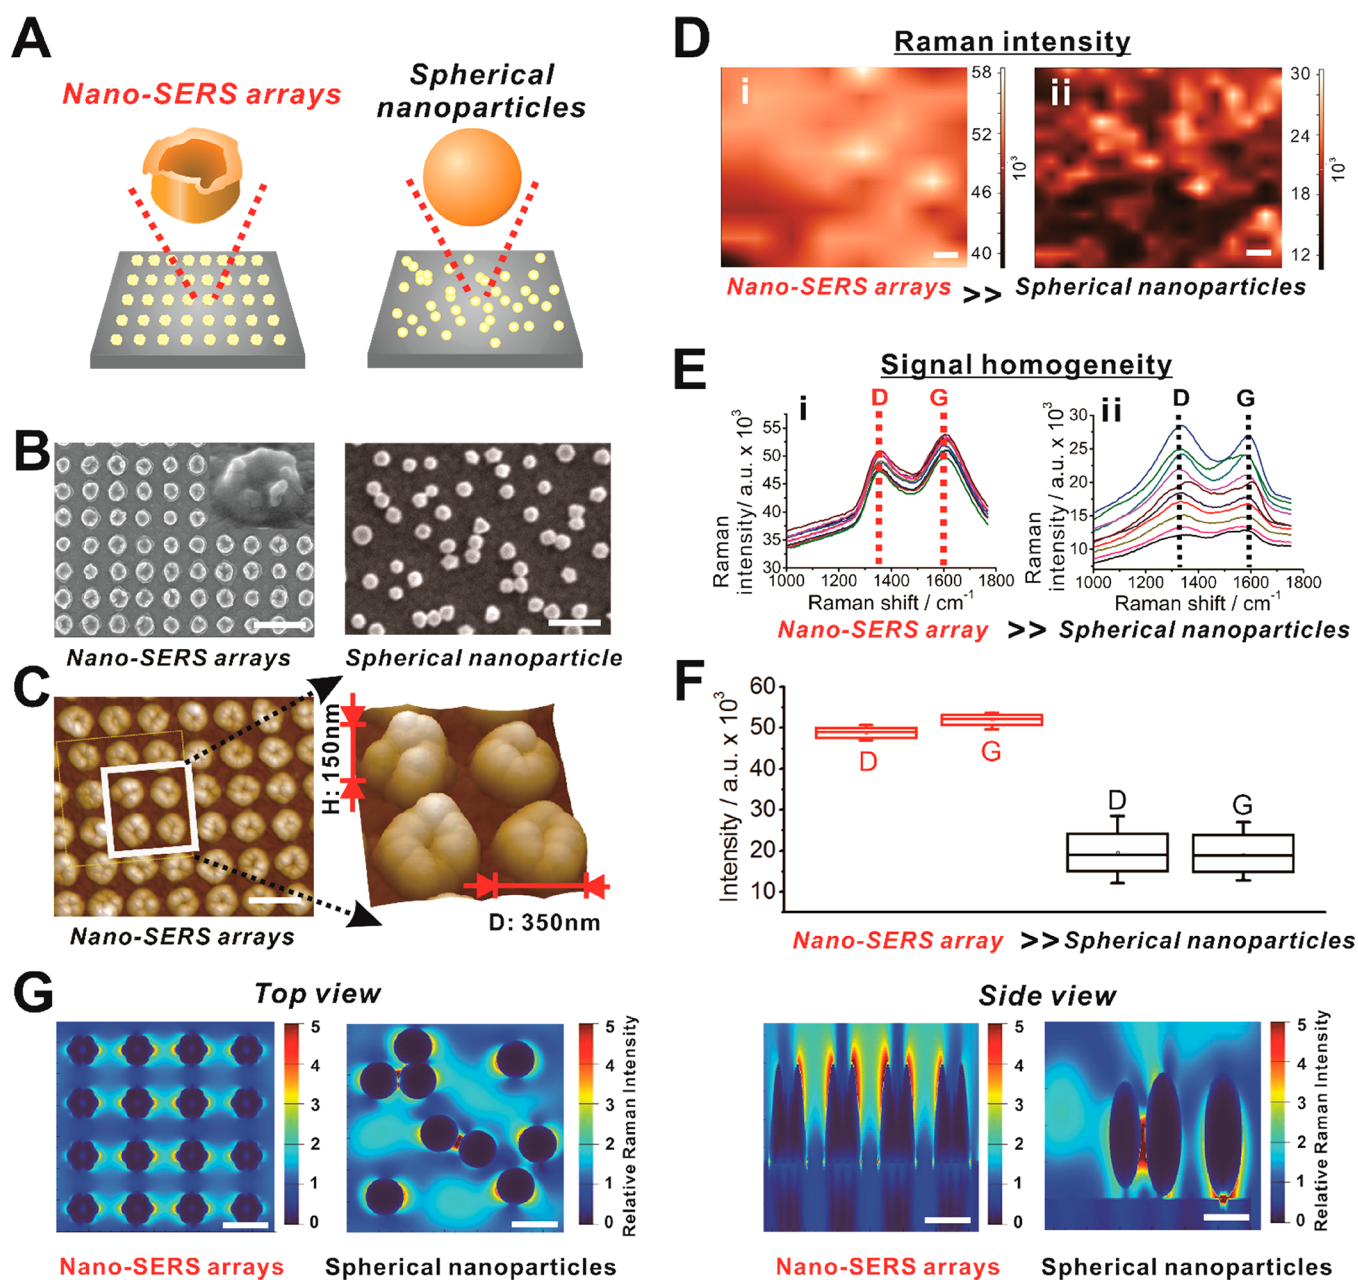 A
Nano-SERS arrays
Spherical
nanoparticles
B
Nano-SERS arrays
Spherical nanoparticle
C
H: 150nm
D: 350nm
Nano-SERS arrays
D
Raman intensity
i
58
52
46
40
10³
ii
30
24
18
12
10³
Nano-SERS arrays >> Spherical nanoparticles
E
Signal homogeneity
i
D G
55
50
45
40
35
30
Raman
intensity/ a.u. x 10³
1000 1200 1400 1600 1800
Raman shift / cm⁻¹
ii
D G
30
25
20
15
10
Raman
intensity / a.u. x 10³
1000 1200 1400 1600 1800
Raman shift / cm⁻¹
Nano-SERS array >> Spherical nanoparticles
F
60
50
40
30
20
10
Intensity / a.u. x 10³
D
G
D
G
Nano-SERS array >> Spherical nanoparticles
G
Top view
5
4
3
2
1
0
5
4
3
2
1
0
Relative Raman Intensity
Nano-SERS arrays
Spherical nanoparticles
Side view
5
4
3
2
1
0
5
4
3
2
1
0
Relative Raman Intensity
Nano-SERS arrays
Spherical nanoparticles